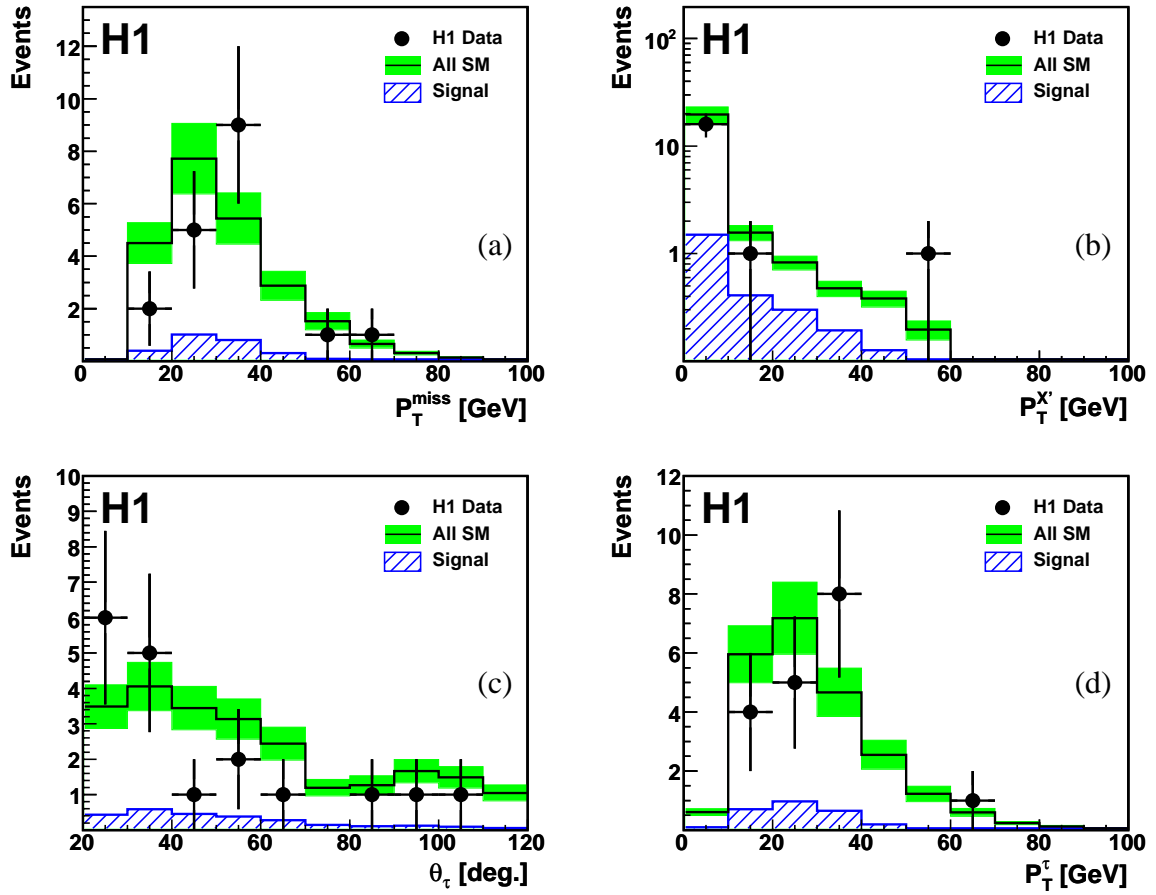 H1
H1 Data
All SM
Signal
Events
12
10
8
6
4
2
(a)
0 20 40 60 80 100
P_T^miss [GeV]
H1
H1 Data
All SM
Signal
Events
10²
10
1
(b)
0 20 40 60 80 100
P_T^X' [GeV]
H1
H1 Data
All SM
Signal
Events
10
9
8
7
6
5
4
3
2
1
(c)
20 40 60 80 100 120
θ_τ [deg.]
H1
H1 Data
All SM
Signal
Events
12
10
8
6
4
2
(d)
0 20 40 60 80 100
P_T^τ [GeV]